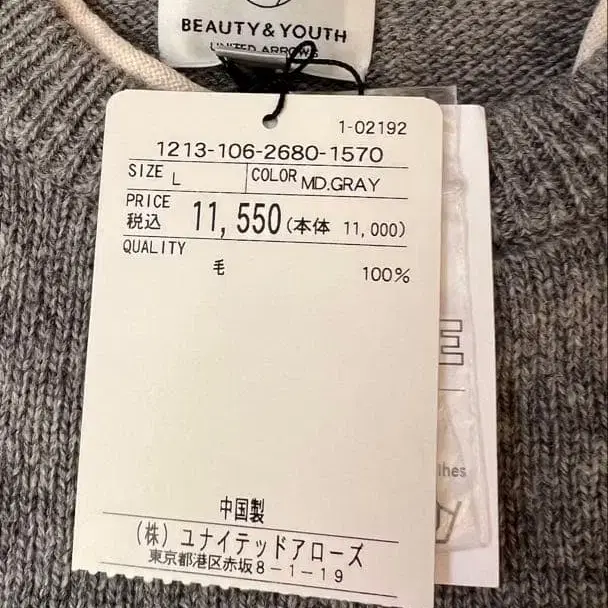 BEAUTY & YOUTH
UNITED ARROWS
1-02192
1213-106-2680-1570
SIZE L COLOR MD.GRAY
PRICE
税込 11,550(本体 11,000)
QUALITY
毛 100%
中国製
(株) ユナイテッドアローズ
東京都港区赤坂8-1-19